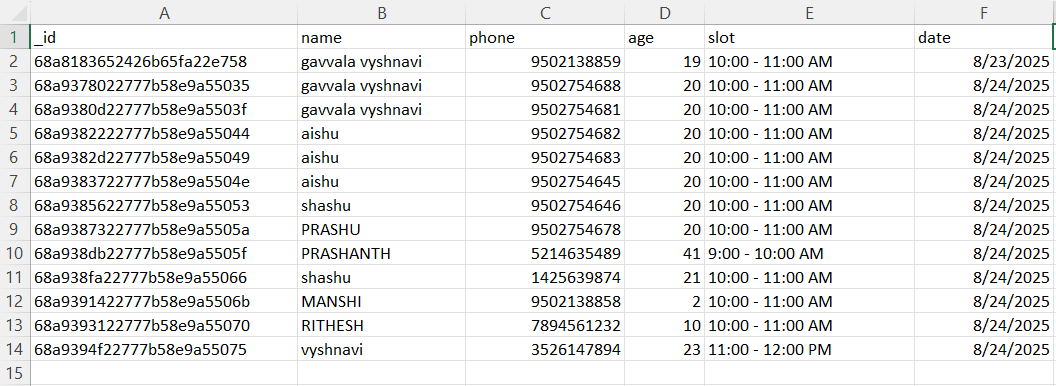 A B C D E F
1 _id name phone age slot date
2 68a8183652426b65fa22e758 gavvala vyshnavi 9502138859 19 10:00 - 11:00 AM 8/23/2025
3 68a9378022777b58e9a55035 gavvala vyshnavi 9502754688 20 10:00 - 11:00 AM 8/24/2025
4 68a9380d22777b58e9a5503f gavvala vyshnavi 9502754681 20 10:00 - 11:00 AM 8/24/2025
5 68a9382222777b58e9a55044 aishu 9502754682 20 10:00 - 11:00 AM 8/24/2025
6 68a9382d22777b58e9a55049 aishu 9502754683 20 10:00 - 11:00 AM 8/24/2025
7 68a9383722277b58e9a5504e aishu 9502754645 20 10:00 - 11:00 AM 8/24/2025
8 68a9385622777b58e9a55053 shashu 9502754646 20 10:00 - 11:00 AM 8/24/2025
9 68a9387322777b58e9a5505a PRASHU 9502754678 20 10:00 - 11:00 AM 8/24/2025
10 68a938db22777b58e9a5505f PRASHANTH 5214635489 41 9:00 - 10:00 AM 8/24/2025
11 68a938fa22777b58e9a55066 shashu 1425639874 21 10:00 - 11:00 AM 8/24/2025
12 68a9391422777b58e9a5506b MANSHI 9502138858 2 10:00 - 11:00 AM 8/24/2025
13 68a9393122777b58e9a55070 RITHESH 7894561232 10 10:00 - 11:00 AM 8/24/2025
14 68a9394f22777b58e9a55075 vyshnavi 3526147894 23 11:00 - 12:00 PM 8/24/2025
15